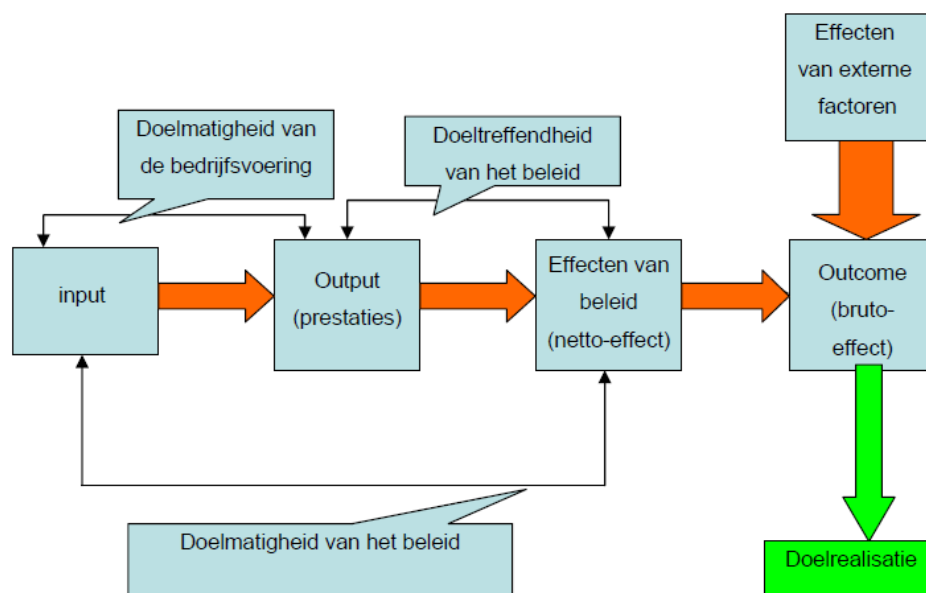 Effecten
van externe
factoren
Doelmatigheid van
de bedrijfsvoering
Doeltreffendheid
van het beleid
input
Output
(prestaties)
Effecten van
beleid
(netto-effect)
Outcome
(bruto-
effect)
Doelmatigheid van het beleid
Doelrealisatie